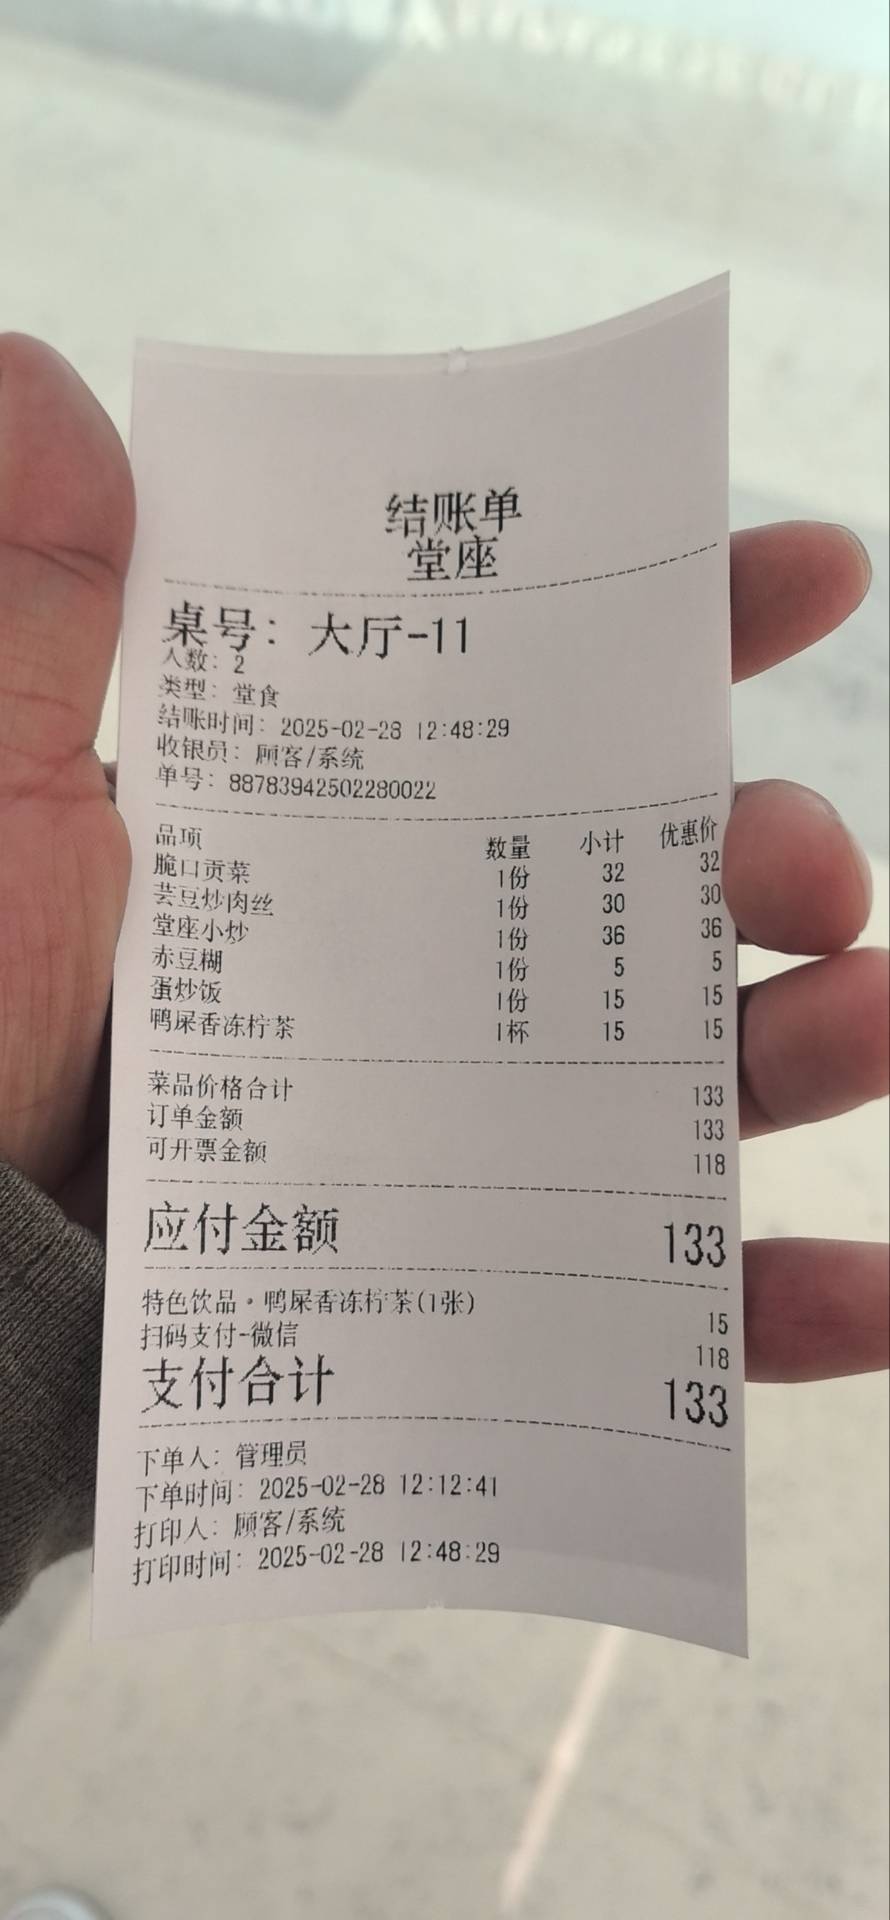 结账单
堂座
桌号: 大厅-11
人数: 2
类型: 堂食
结账时间: 2025-02-28 12:48:29
收银员: 顾客/系统
单号: 88783942502280022
品项 数量 小计 优惠价
脆口贡菜 1份 32 32
芸豆炒肉丝 1份 30 30
堂座小炒 1份 36 36
赤豆糊 1份 5 5
蛋炒饭 1份 15 15
鸭屎香冻柠茶 1杯 15 15
菜品价格合计 133
订单金额 133
可开票金额 118
应付金额 133
特色饮品·鸭屎香冻柠茶(1张) 15
扫码支付-微信 118
支付合计 133
下单人: 管理员
下单时间: 2025-02-28 12:12:41
打印人: 顾客/系统
打印时间: 2025-02-28 12:48:29